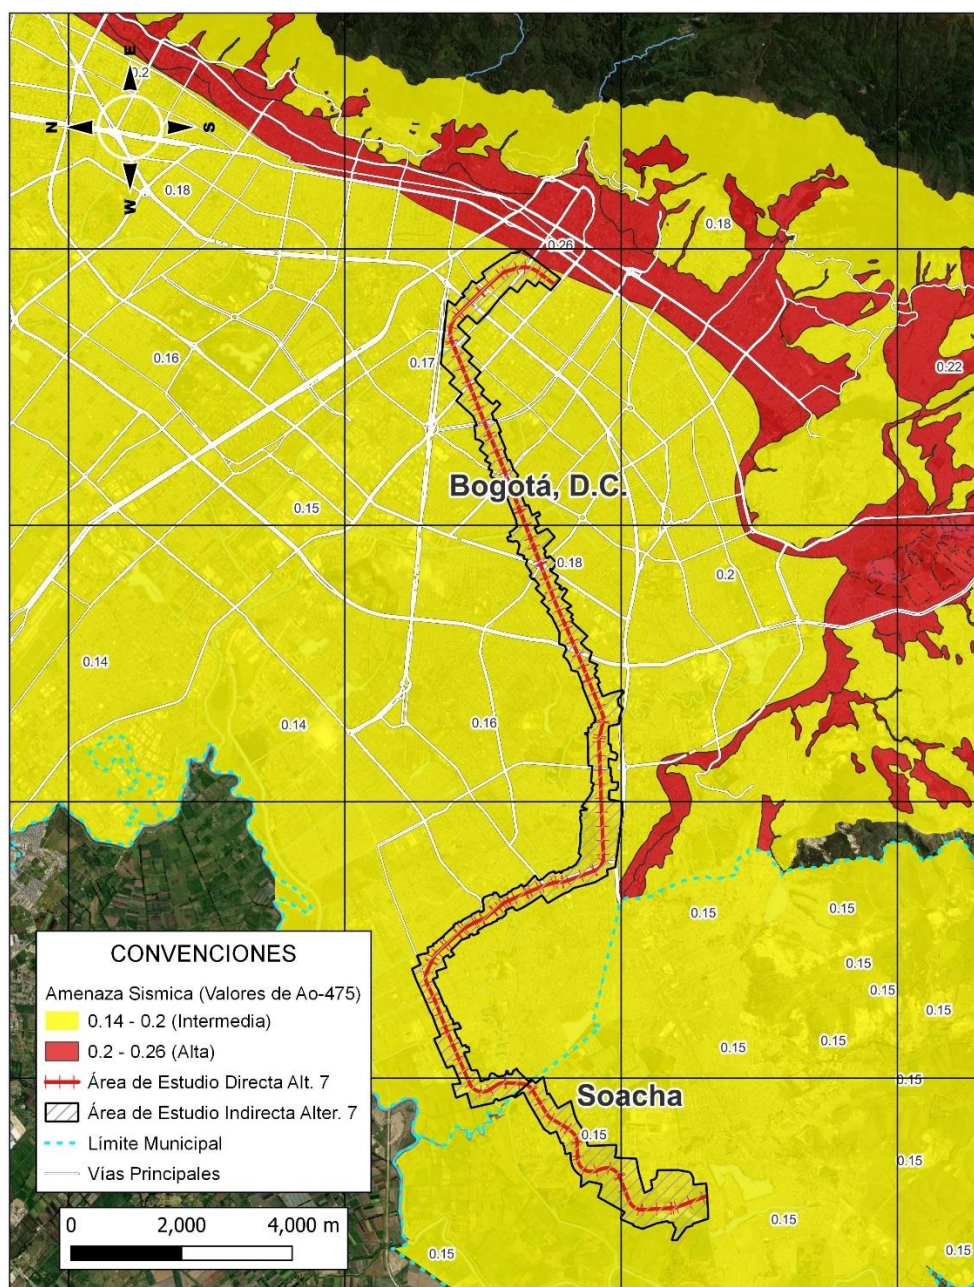 E
0.2
N
S
W
0.18
0.18
0.26
0.16
0.17
0.22
Bogotá, D.C.
0.15
0.18
0.2
0.14
0.14
0.16
0.15
0.15
0.15
0.15
0.15
0.15
0.15
Soacha
0.15
0.15
0.15
0.15
0.15
0.15
CONVENCIONES
Amenaza Sismica (Valores de Ao-475)
0.14 - 0.2 (Intermedia)
0.2 - 0.26 (Alta)
Área de Estudio Directa Alt. 7
Área de Estudio Indirecta Alter. 7
Límite Municipal
Vías Principales
0 2,000 4,000 m